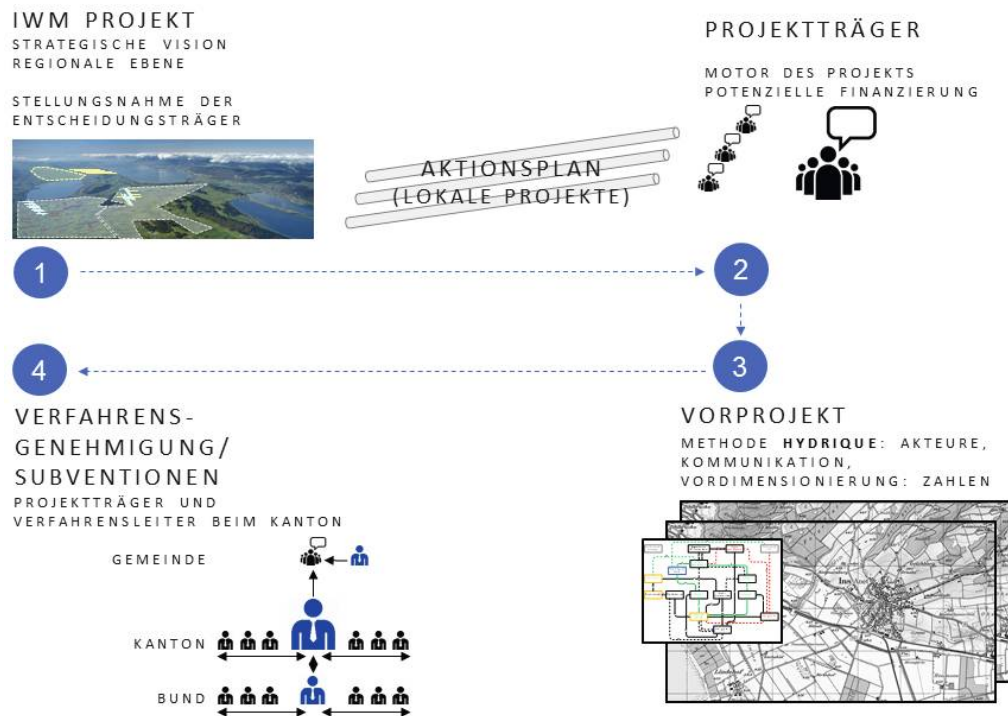 IWM PROJEKT
STRATEGISCHE VISION
REGIONALE EBENE
STELLUNGSNAHME DER
ENTSCHEIDUNGSTRÄGER
AKTIONSPLAN
(LOKALE PROJEKTE)
PROJEKTTRÄGER
MOTOR DES PROJEKTS
POTENZIELLE FINANZIERUNG
1
2
4
3
VERFAHRENS-
GENEHMIGUNG/
SUBVENTIONEN
PROJEKTTRÄGER UND
VERFAHRENSLEITER BEIM KANTON
GEMEINDE
KANTON
BUND
VORPROJEKT
METHODE HYDRIQUE: AKTEURE,
KOMMUNIKATION,
VORDIMENSIONIERUNG: ZAHLEN
Ins